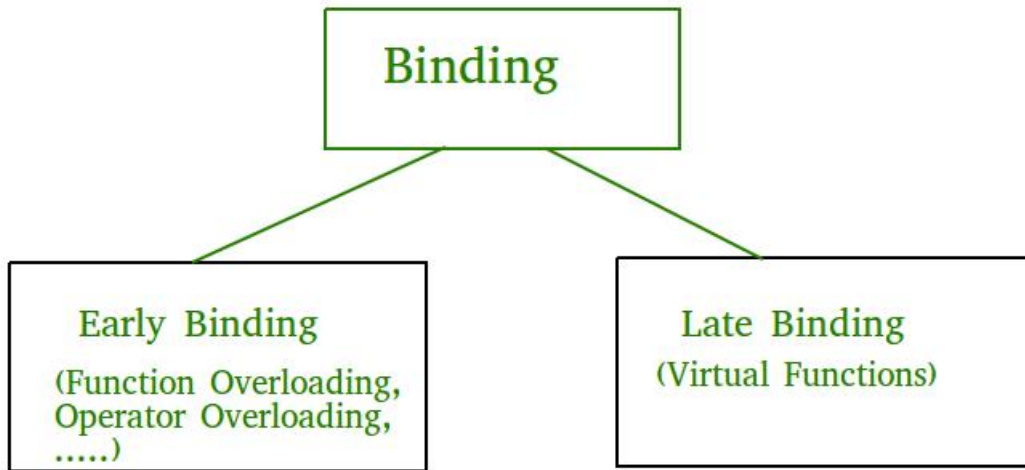 Binding
Early Binding
(Function Overloading,
Operator Overloading,
.....)
Late Binding
(Virtual Functions)